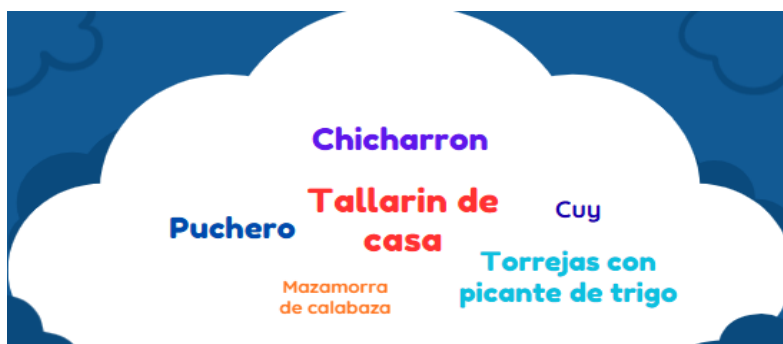 Chicharron
Tallarin de
casa
Puchero
Cuy
Torrejas con
picante de trigo
Mazamorra
de calabaza